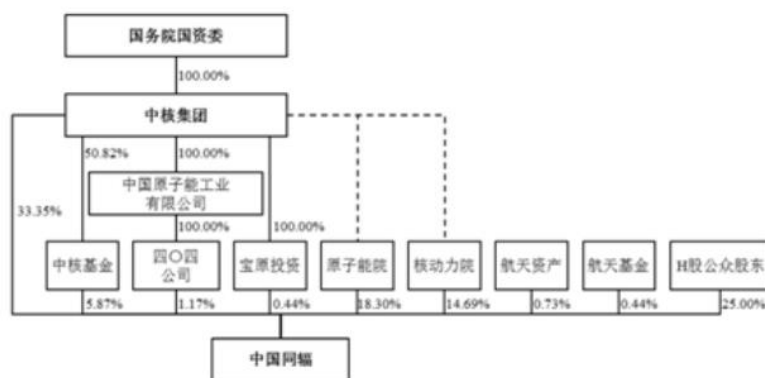 国务院国资委
100.00%
中核集团
50.82%
100.00%
中国原子能工业
有限公司
33.35%
100.00%
100.00%
中核基金
四〇四
公司
宝原投资
原子能院
核动力院
航天资产
航天基金
H股公众股东
5.87%
1.17%
0.44%
18.30%
14.69%
0.73%
0.44%
25.00%
中国同辐